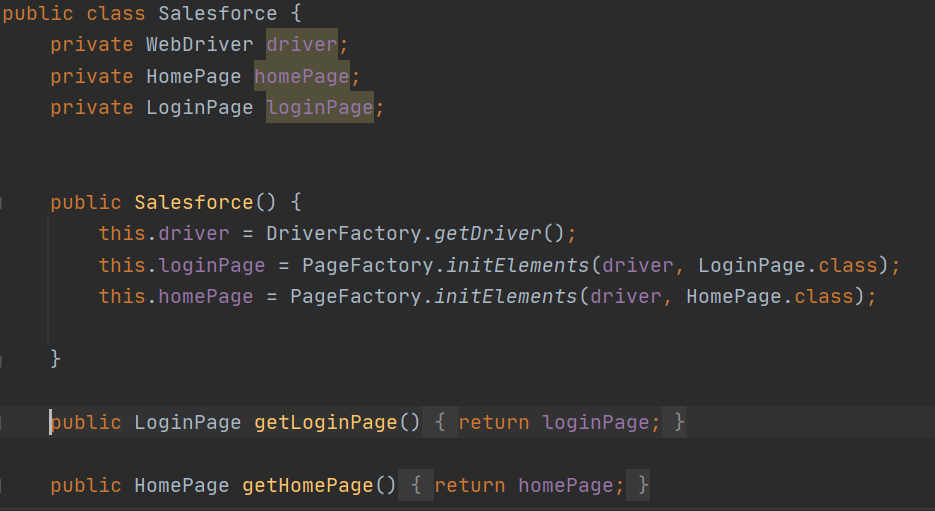 public class Salesforce {
    private WebDriver driver;
    private HomePage homePage;
    private LoginPage loginPage;
    public Salesforce() {
        this.driver = DriverFactory.getDriver();
        this.loginPage = PageFactory.initElements(driver, LoginPage.class);
        this.homePage = PageFactory.initElements(driver, HomePage.class);
    }
    public LoginPage getLoginPage() { return loginPage; }
    public HomePage getHomePage() { return homePage; }